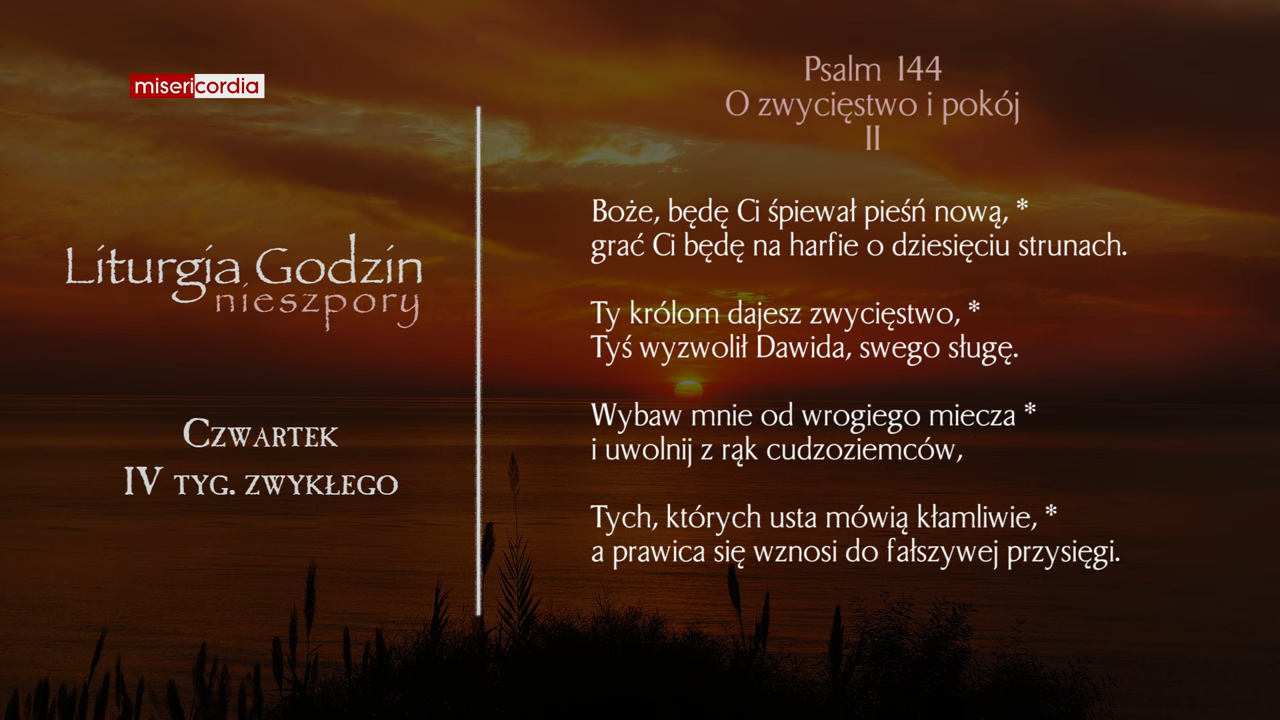 misericordia
Liturgia Godzin
nieszpory
Czwartek
IV tyg. zwykłego
Psalm 144
O zwycięstwo i pokój
II
Boże, będę Ci śpiewał pieśń nową, *
grać Ci będę na harfie o dziesięciu strunach.
Ty królom dajesz zwycięstwo, *
Tyś wyzwolił Dawida, swego sługę.
Wybaw mnie od wrogiego miecza *
i uwolnij z rąk cudzoziemców,
Tych, których usta mówią kłamliwie, *
a prawica się wznosi do fałszywej przysięgi.